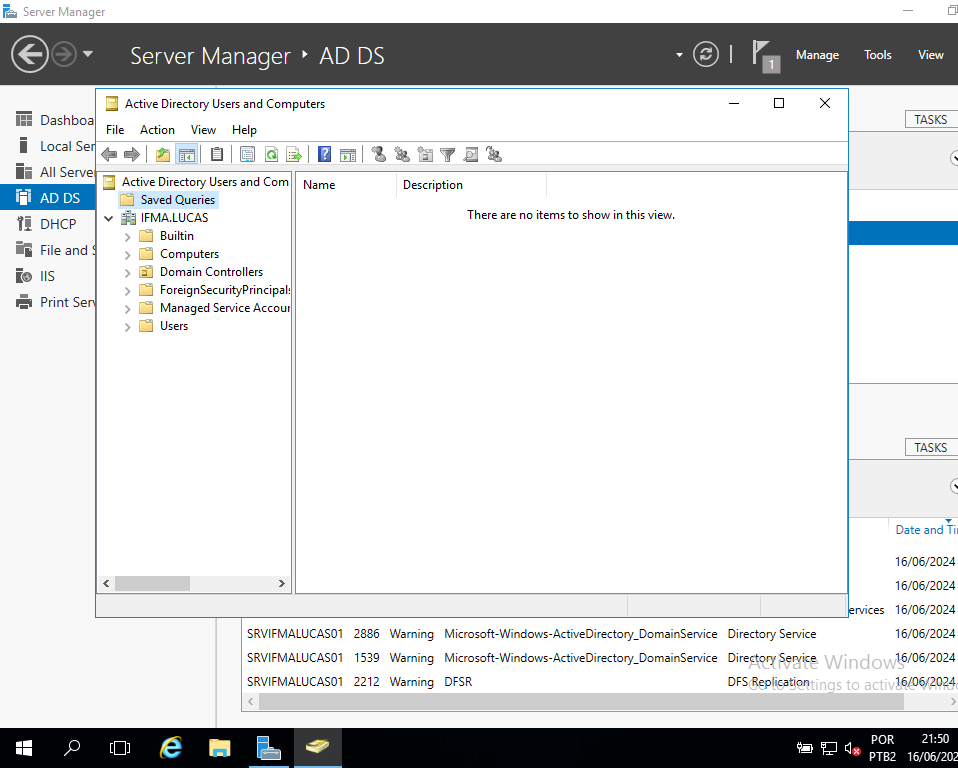 Server Manager
Server Manager • AD DS
1
Manage Tools View
Active Directory Users and Computers
File Action View Help
Dashboa
Local Ser
All Server
AD DS
DHCP
File and S
IIS
Print Serv
Active Directory Users and Com
Saved Queries
IFMA.LUCAS
Builtin
Computers
Domain Controllers
ForeignSecurityPrincipals
Managed Service Accour
Users
Name Description
There are no items to show in this view.
TASKS
TASKS
Date and Ti
16/06/2024
16/06/2024
ervices 16/06/2024
SRVIFMALUCAS01 2886 Warning Microsoft-Windows-ActiveDirectory_DomainService Directory Service 16/06/2024
SRVIFMALUCAS01 1539 Warning Microsoft-Windows-ActiveDirectory_DomainService Directory Service 16/06/2024
SRVIFMALUCAS01 2212 Warning DFSR DFS Replication 16/06/2024
Activate Windows
Go to Settings to activate Windo
POR
PTB2
21:50
16/06/202